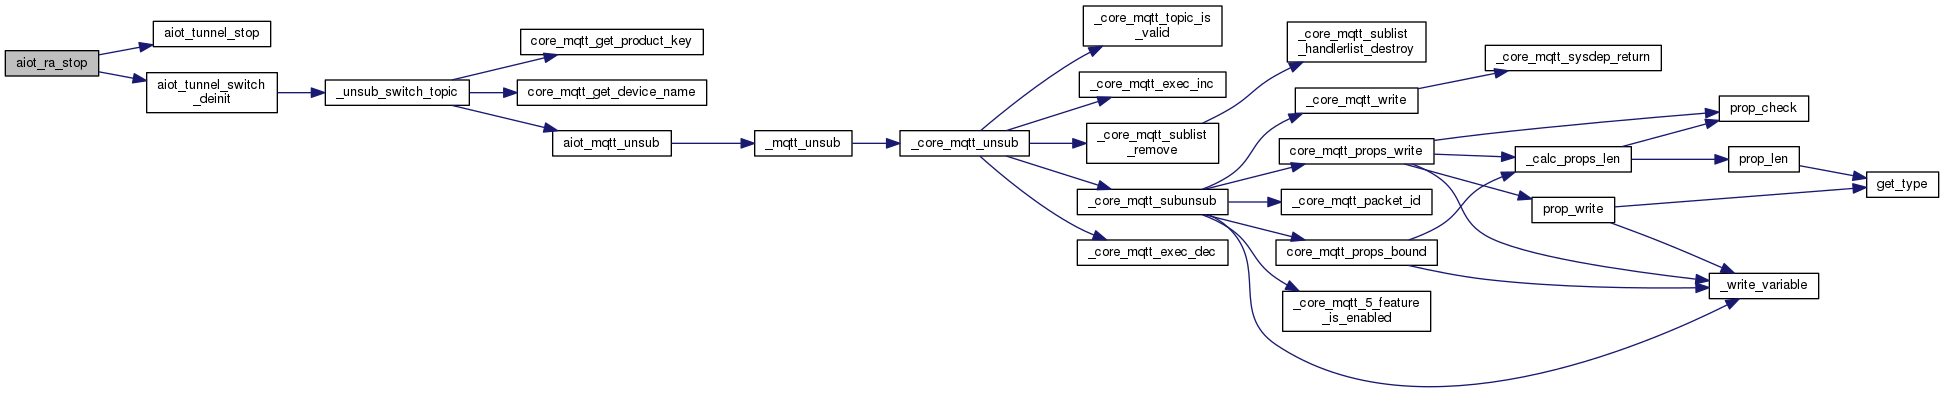 aiot_ra_stop
aiot_tunnel_stop
aiot_tunnel_switch
_deinit
_unsub_switch_topic
core_mqtt_get_product_key
core_mqtt_get_device_name
aiot_mqtt_unsub
_mqtt_unsub
_core_mqtt_unsub
_core_mqtt_topic_is
_valid
_core_mqtt_exec_inc
_core_mqtt_sublist
_remove
_core_mqtt_subunsub
_core_mqtt_exec_dec
_core_mqtt_sublist
_handlerlist_destroy
_core_mqtt_write
core_mqtt_props_write
_core_mqtt_packet_id
core_mqtt_props_bound
_core_mqtt_5_feature
_is_enabled
_core_mqtt_sysdep_return
_calc_props_len
prop_write
prop_check
prop_len
_write_variable
get_type